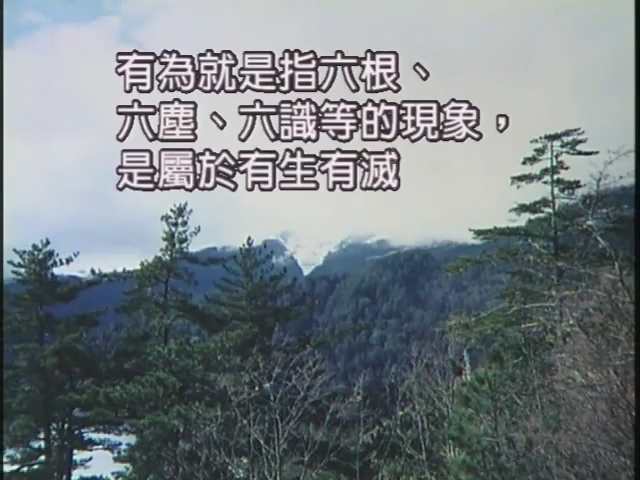 有為就是指六根、
六塵、六識等的現象，
是屬於有生有滅